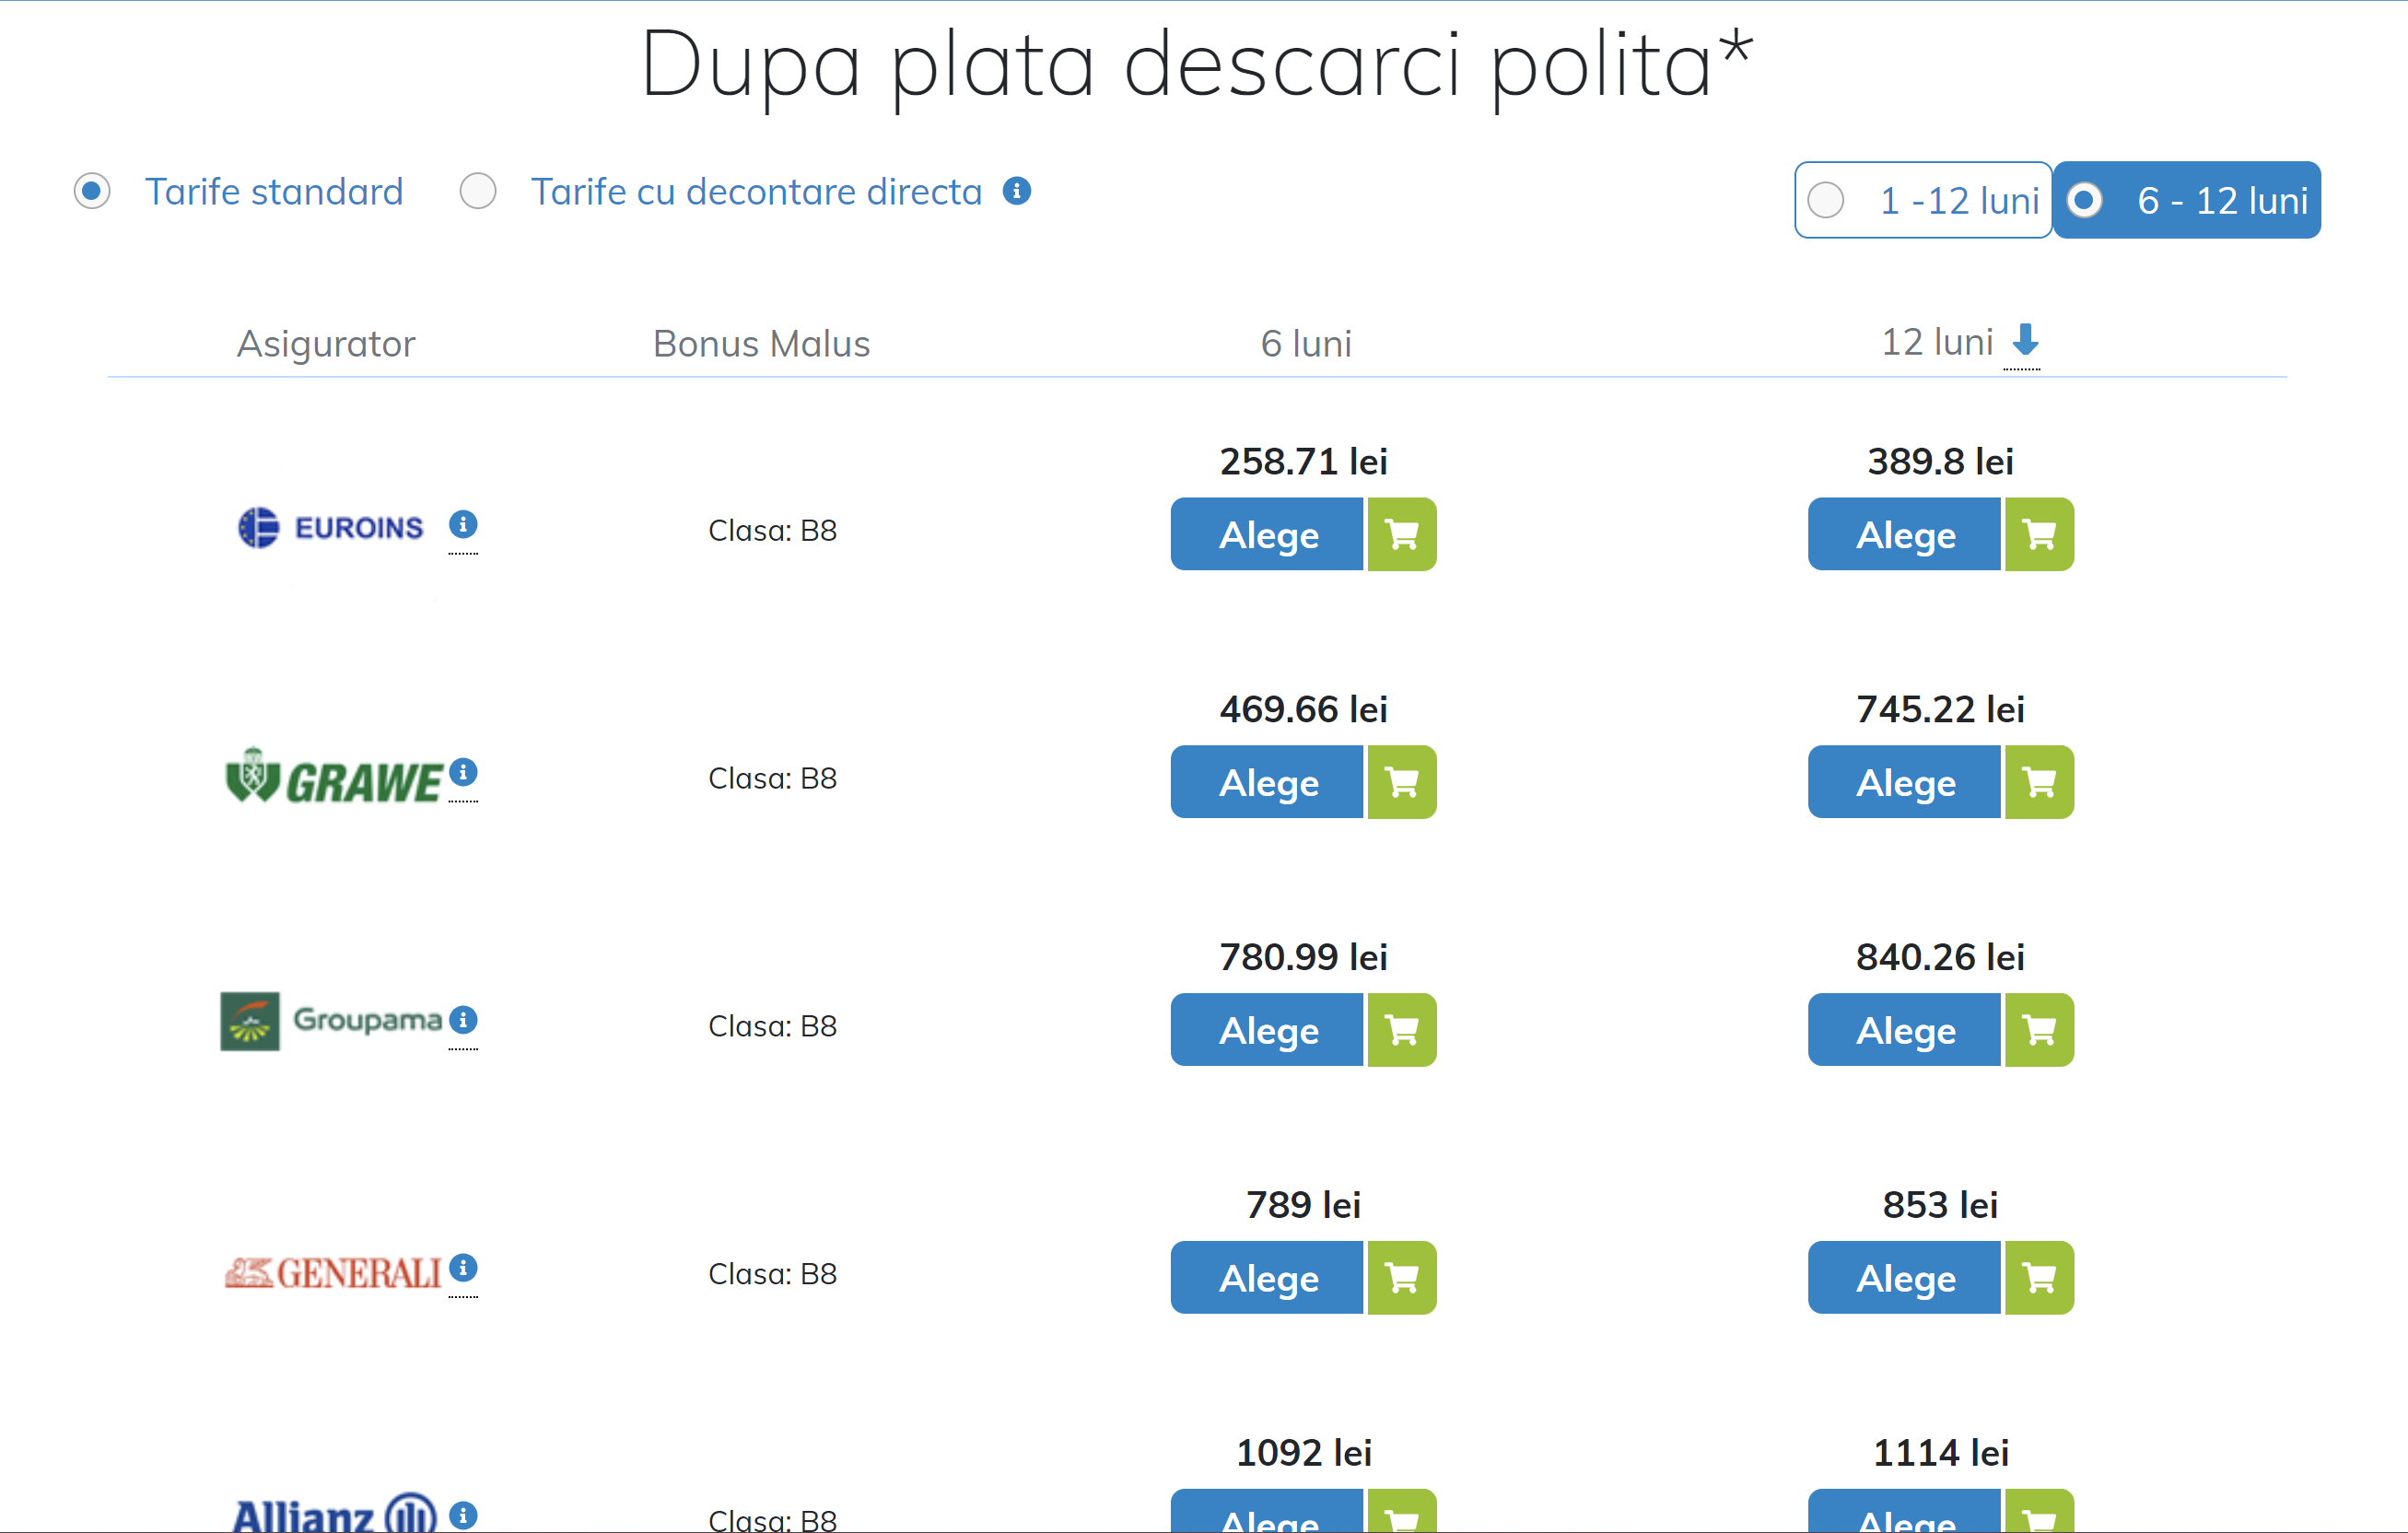 Dupa plata descarci polita*
Tarife standard Tarife cu decontare directa 1 -12 luni 6 - 12 luni
Asigurator Bonus Malus 6 luni 12 luni
258.71 lei 389.8 lei
EUROINS Clasa: B8 Alege Alege
469.66 lei 745.22 lei
GRAWE Clasa: B8 Alege Alege
780.99 lei 840.26 lei
Groupama Clasa: B8 Alege Alege
789 lei 853 lei
GENERALI Clasa: B8 Alege Alege
1092 lei 1114 lei
Allianz Clasa: B8 Alege Alege